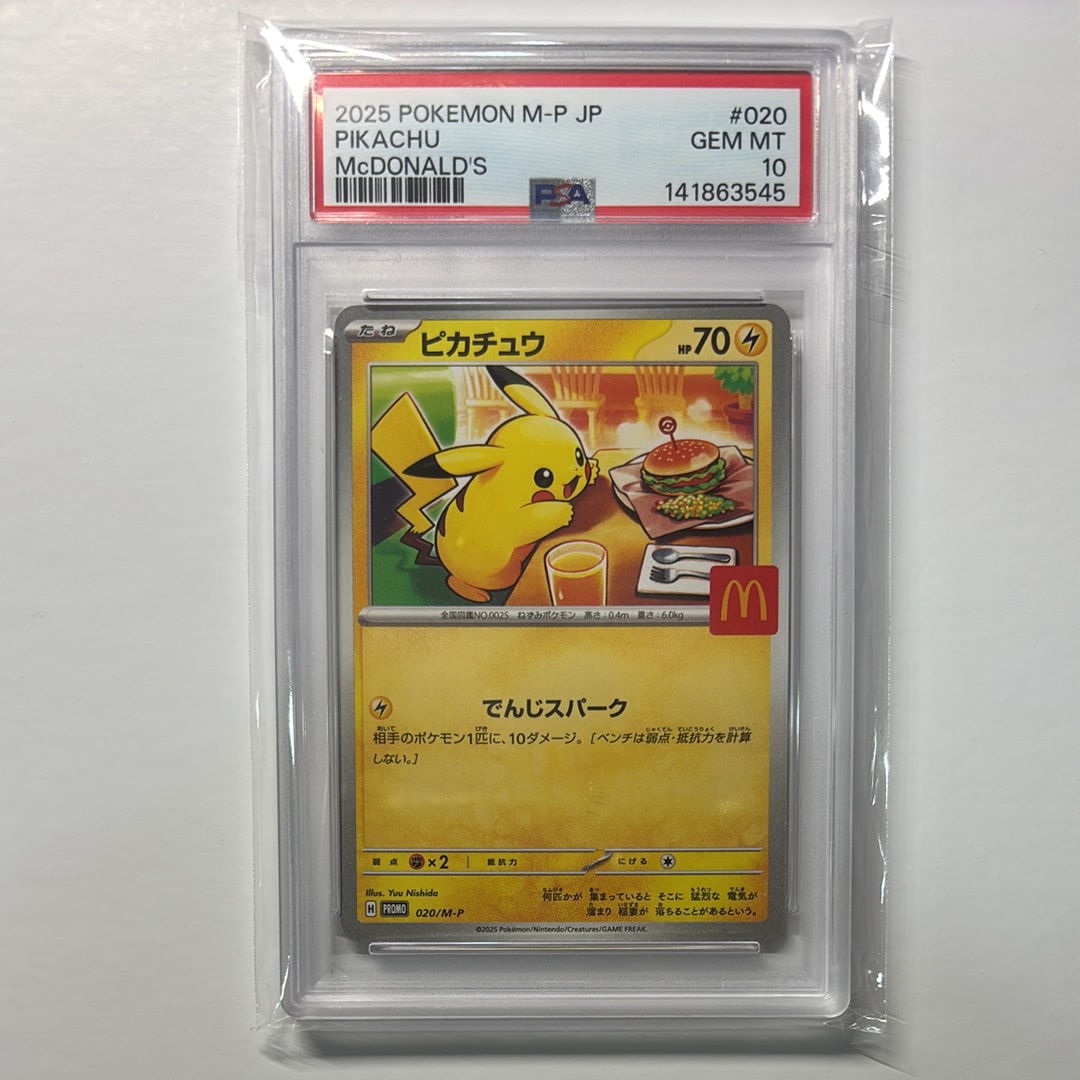 2025 POKEMON M-P JP
#020
PIKACHU
GEM MT
McDONALD'S
10
PSA
141863545
たね
ピカチュウ
HP70
全国図鑑NO.0025 ねずみポケモン 高さ:0.4m 重さ:6.0kg
でんじスパーク
相手のポケモン1匹に、10ダメージ。[ベンチは弱点・抵抗力を計算
しない。]
弱点 ×2 抵抗力 にげる
Illus. Yuu Nishida
何匹かが 集まっていると そこに 猛烈な 電気が
溜まり 稲妻が 落ちることがあるという。
H PROMO 020/M-P
©2025 Pokémon/Nintendo/Creatures/GAME FREAK.